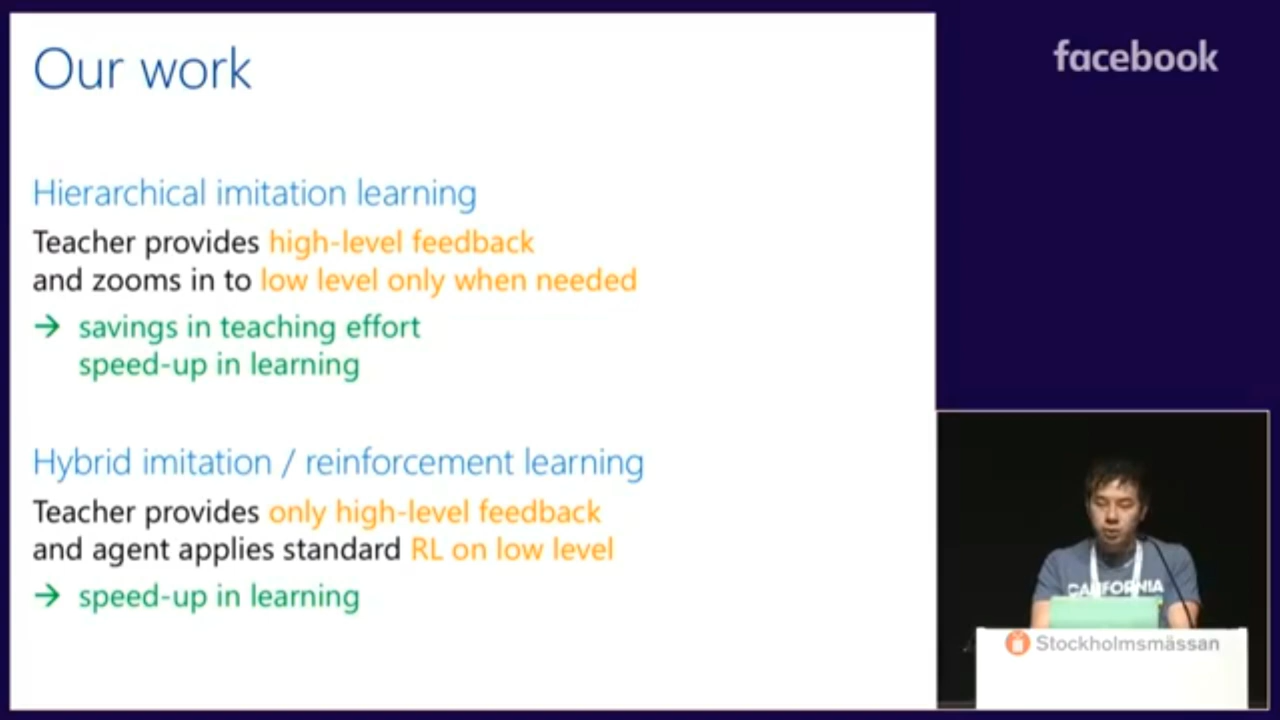 Our work
facebook
Hierarchical imitation learning
Teacher provides high-level feedback
and zooms in to low level only when needed
→ savings in teaching effort
speed-up in learning
Hybrid imitation / reinforcement learning
Teacher provides only high-level feedback
and agent applies standard RL on low level
→ speed-up in learning
CALIFORNIA
Stockholmsmässan